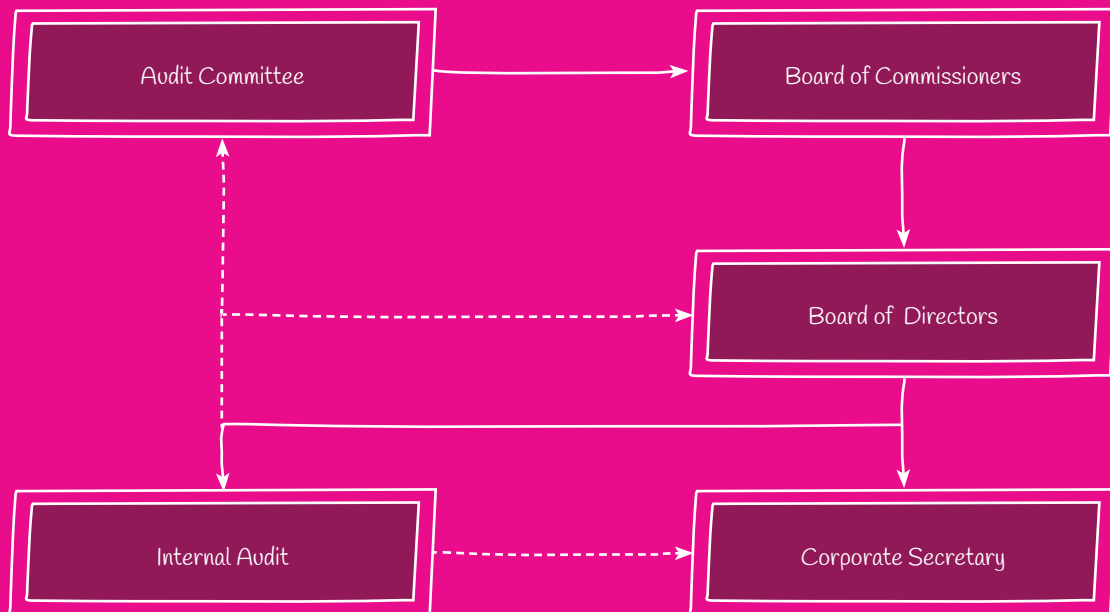 Audit Committee
Board of Commissioners
Board of Directors
Internal Audit
Corporate Secretary